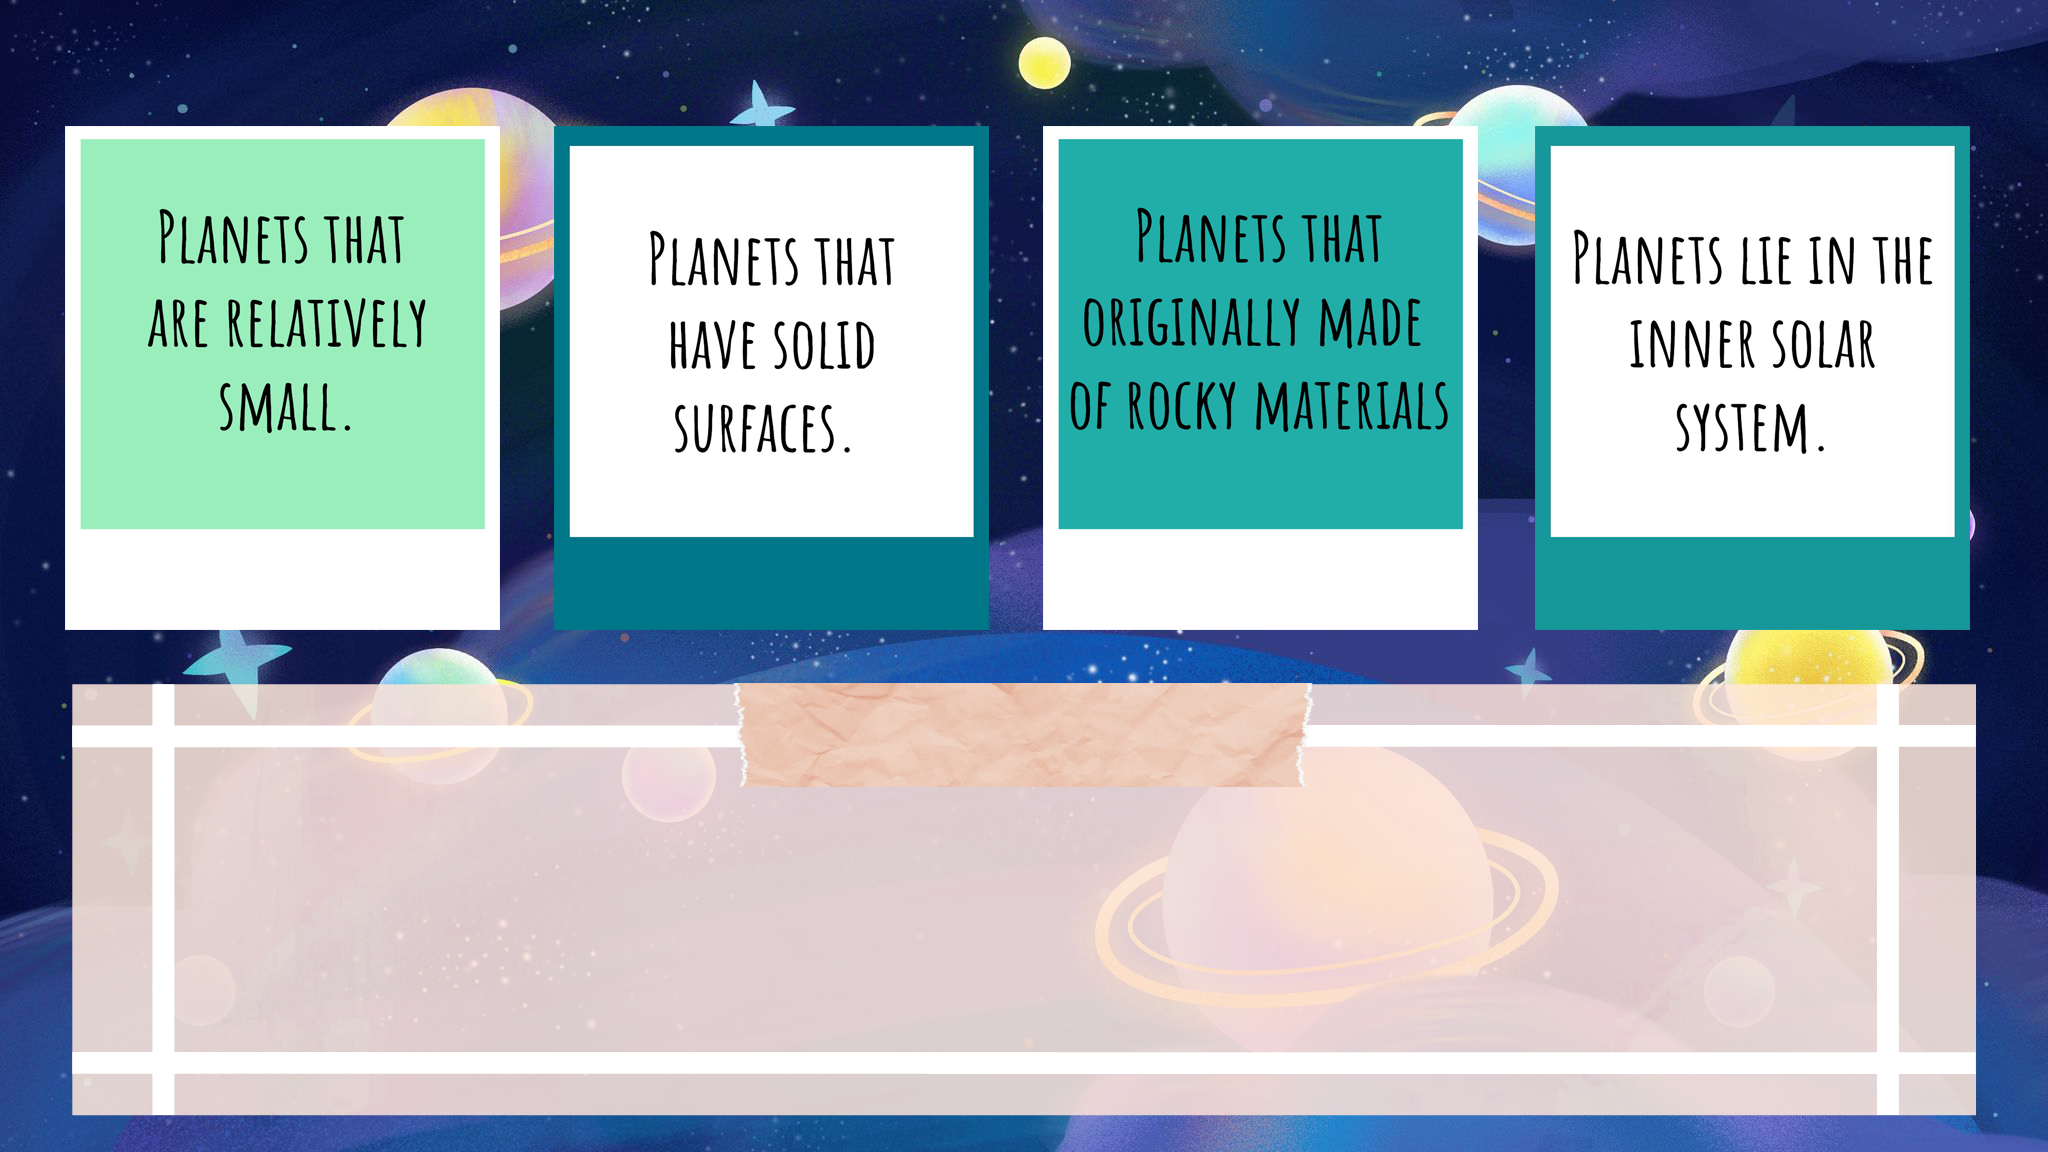 Planets that
are relatively
small.
Planets that
have solid
surfaces.
Planets that
originally made
of rocky materials
Planets lie in the
inner solar
system.